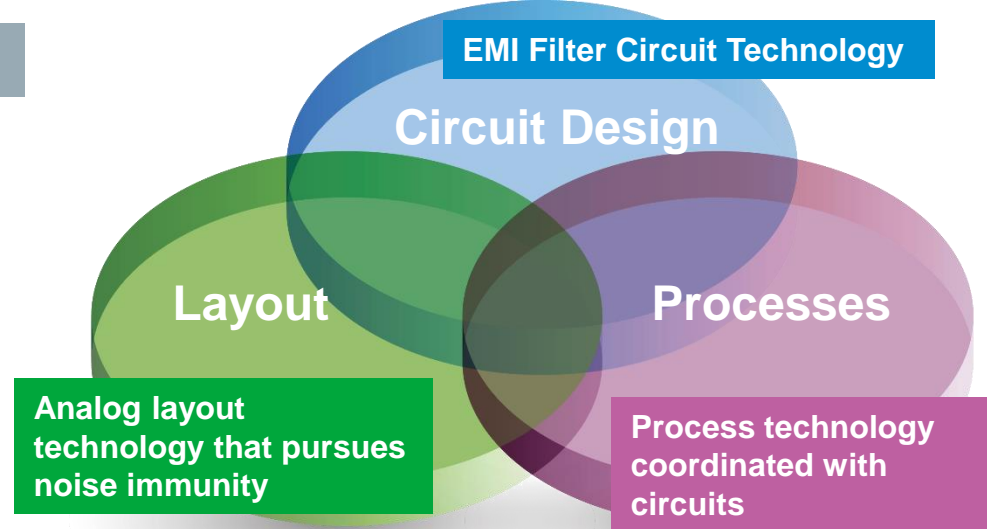 EMI Filter Circuit Technology
Circuit Design
Layout
Processes
Analog layout
technology that pursues
noise immunity
Process technology
coordinated with
circuits